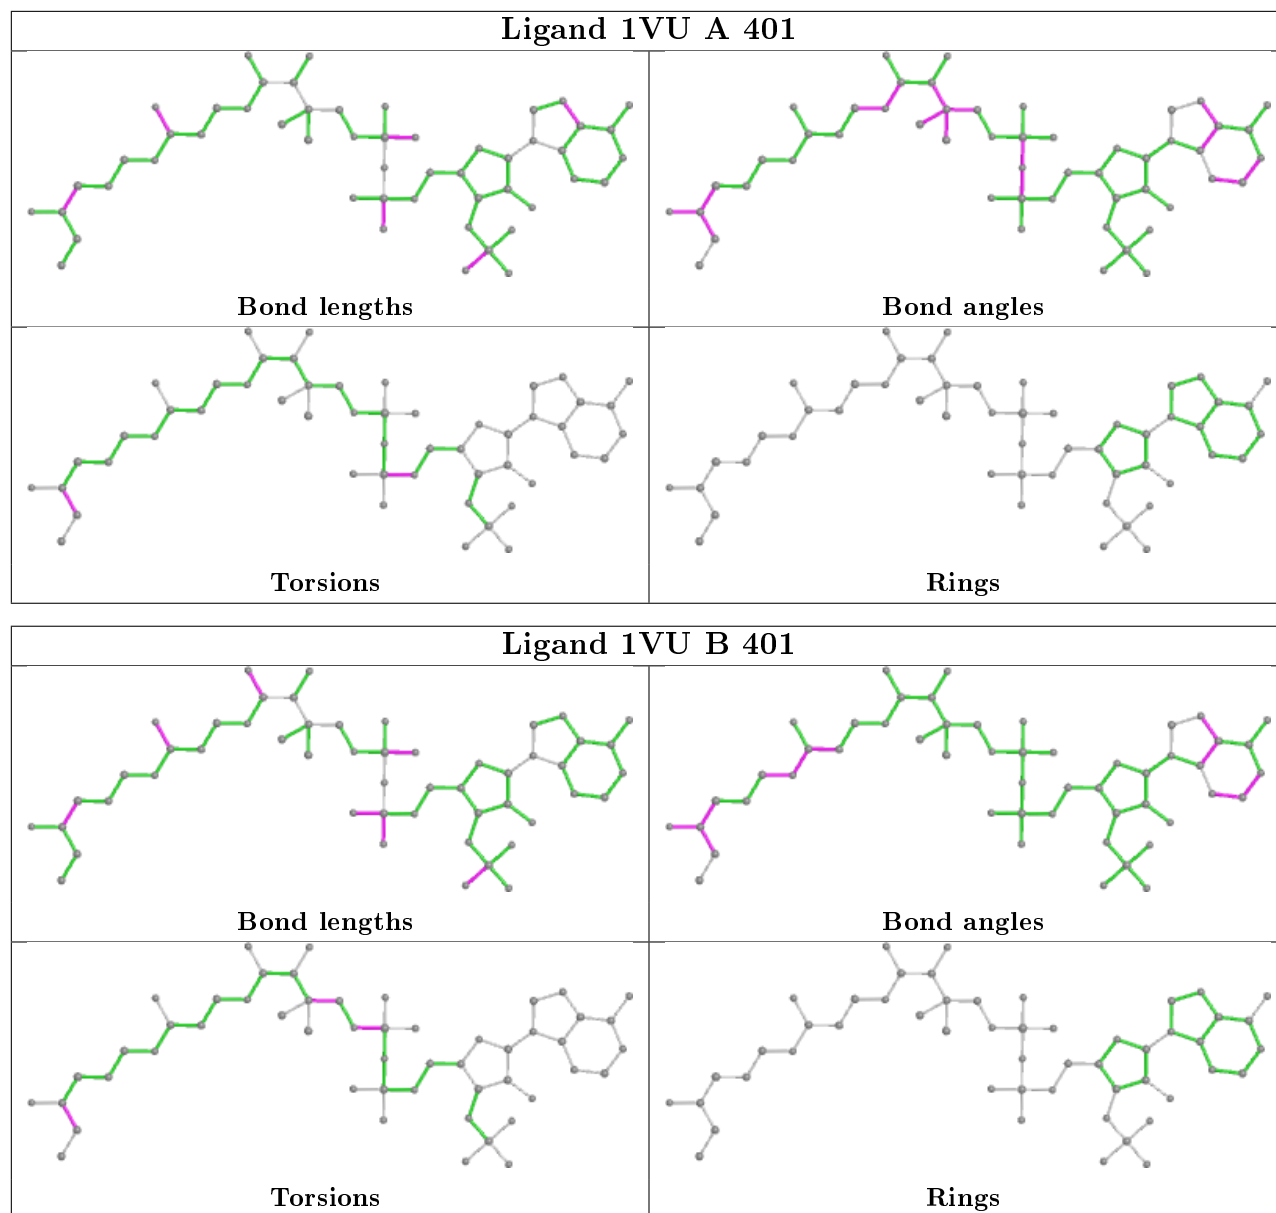 Ligand 1VU A 401
Bond lengths
Bond angles
Torsions
Rings
Ligand 1VU B 401
Bond lengths
Bond angles
Torsions
Rings